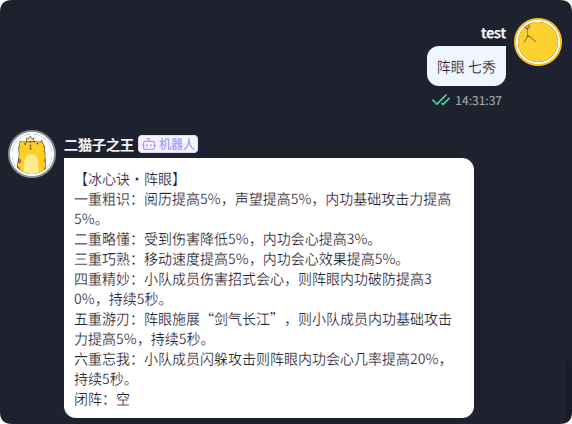 test
阵眼 七秀
14:31:37
二猫子之王 机器人
【冰心诀·阵眼】
一重粗识：阅历提高5%，声望提高5%，内功基础攻击力提高
5%。
二重略懂：受到伤害降低5%，内功会心提高3%。
三重巧熟：移动速度提高5%，内功会心效果提高5%。
四重精妙：小队成员伤害招式会心，则阵眼内功破防提高3
0%，持续5秒。
五重游刃：阵眼施展“剑气长江”，则小队成员内功基础攻击
力提高5%，持续5秒。
六重忘我：小队成员闪躲攻击则阵眼内功会心几率提高20%，
持续5秒。
闭阵：空